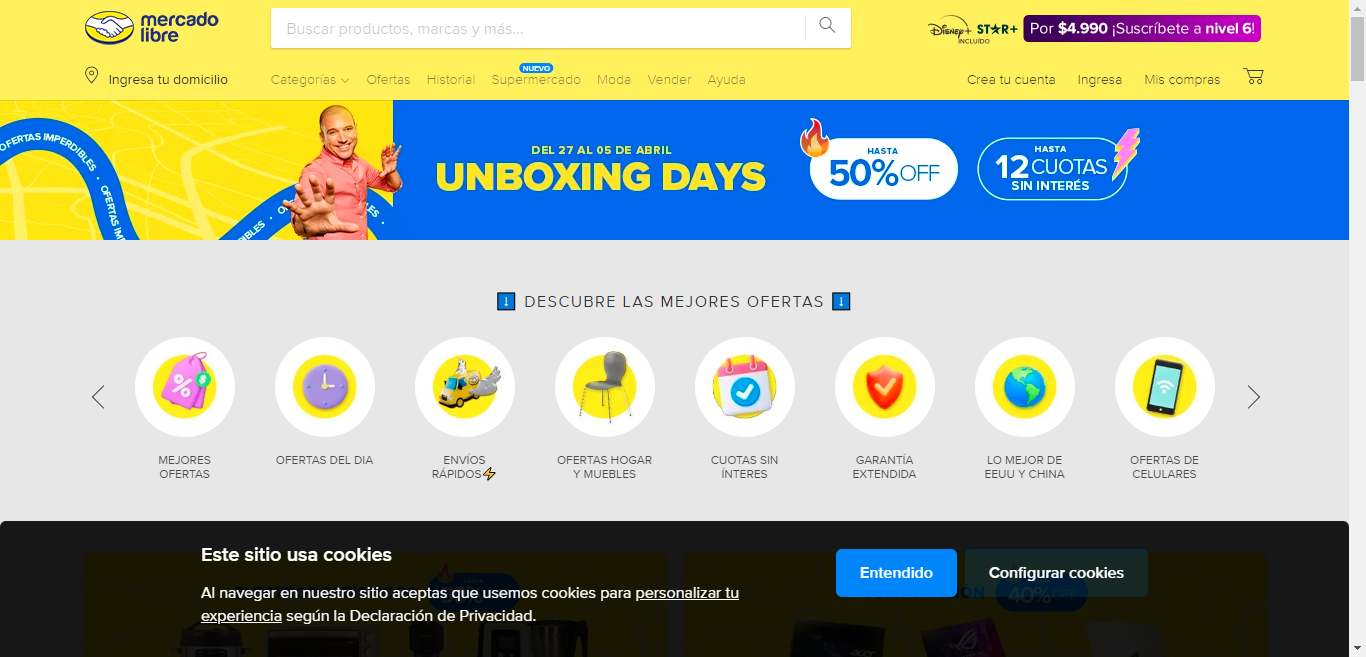 mercado
libre
Buscar productos, marcas y más...
Disney+ STAR+
INCLUIDO
Por $4.990 ¡Suscríbete a nivel 6!
Ingresa tu domicilio
Categorías
Ofertas
Historial
NUEVO
Supermercado
Moda
Vender
Ayuda
Crea tu cuenta
Ingresa
Mis compras
OFERTAS IMPERDIBLES • OFERTAS
DEL 27 AL 05 DE ABRIL
UNBOXING DAYS
HASTA
50% OFF
HASTA
12 CUOTAS
SIN INTERÉS
↓ DESCUBRE LAS MEJORES OFERTAS ↓
MEJORES
OFERTAS
OFERTAS DEL DIA
ENVÍOS
RÁPIDOS⚡
OFERTAS HOGAR
Y MUEBLES
CUOTAS SIN
ÍNTERES
GARANTÍA
EXTENDIDA
LO MEJOR DE
EEUU Y CHINA
OFERTAS DE
CELULARES
Este sitio usa cookies
Al navegar en nuestro sitio aceptas que usemos cookies para personalizar tu
experiencia según la Declaración de Privacidad.
Entendido
Configurar cookies
40% OFF